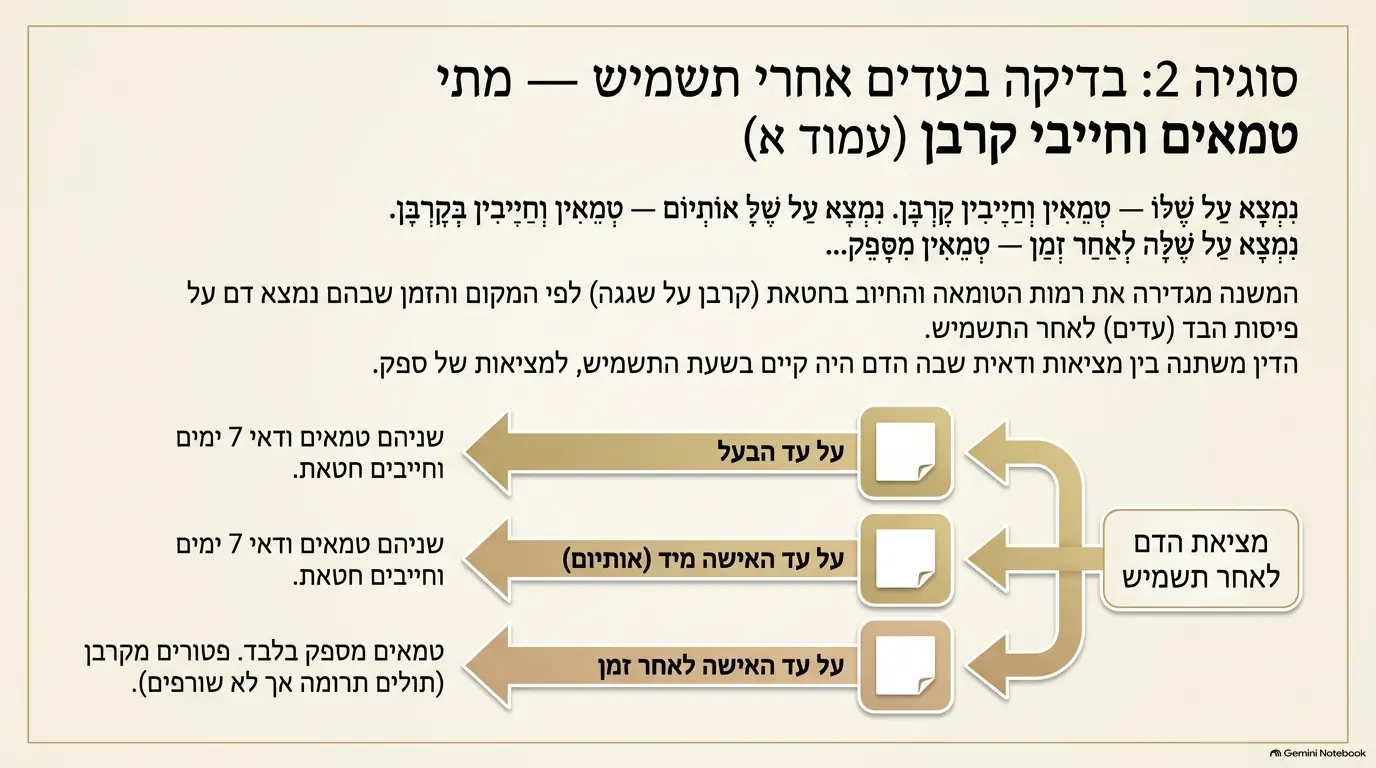 סוגיה 2: בדיקה בעדים אחרי תשמיש — מתי
טמאים וחייבי קרבן (עמוד א)
נִמְצָא עַל שֶׁלּוֹ — טְמֵאִין וְחַיָּיבִין קָרְבָּן. נִמְצָא עַל שֶׁלָּ אוֹתְיוֹם — טְמֵאִין וְחַיָּיבִין בְּקָרְבָּן.
נִמְצָא עַל שֶׁלָּה לְאַחַר זְמַן — טְמֵאִין מִסָּפֵק...
המשנה מגדירה את רמות הטומאה והחיוב בחטאת (קרבן על שגגה) לפי המקום והזמן שבהם נמצא דם על
פיסות הבד (עדים) לאחר התשמיש.
הדין משתנה בין מציאות ודאית שבה הדם היה קיים בשעת התשמיש, למציאות של ספק.
מציאת הדם
לאחר תשמיש
על עד הבעל
שניהם טמאים ודאי 7 ימים
וחייבים חטאת.
על עד האישה מיד (אותיום)
שניהם טמאים ודאי 7 ימים
וחייבים חטאת.
על עד האישה לאחר זמן
טמאים מספק בלבד. פטורים מקרבן
(תולים תרומה אך לא שורפים).
Gemini Notebook